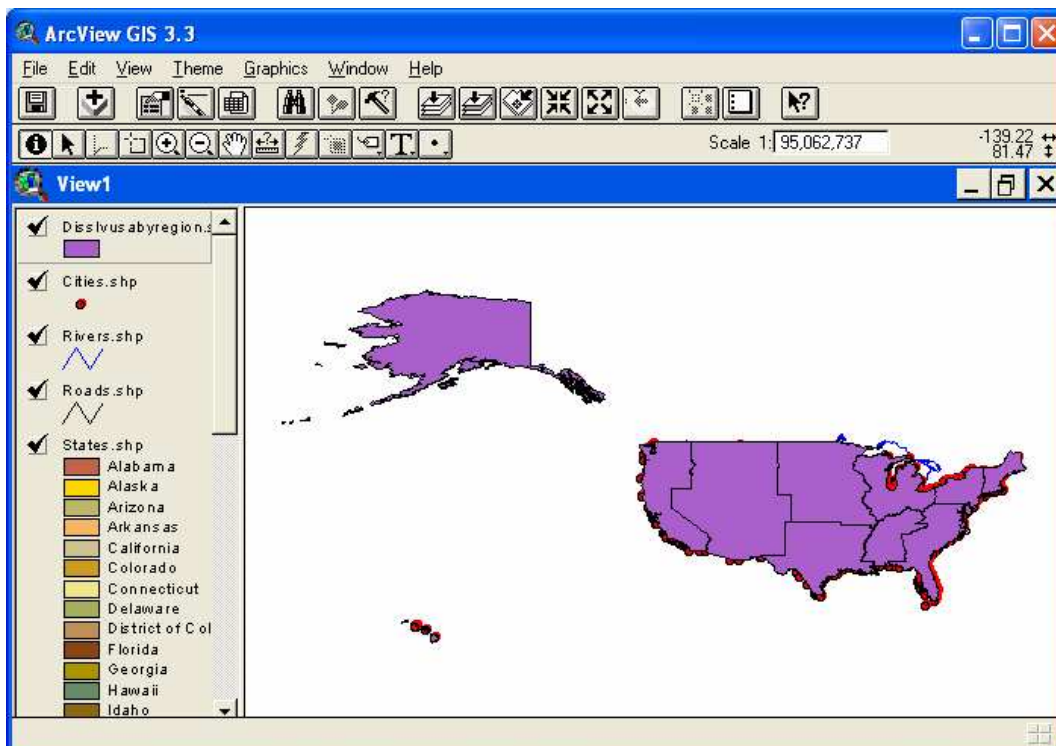 ArcView GIS 3.3
File Edit View Theme Graphics Window Help
Scale 1: 95,062,737
-139.22
81.47
View1
Disslvusabyregion.s
Cities.shp
Rivers.shp
Roads.shp
States.shp
Alabama
Alaska
Arizona
Arkansas
California
Colorado
Connecticut
Delaware
District of Col
Florida
Georgia
Hawaii
Idaho